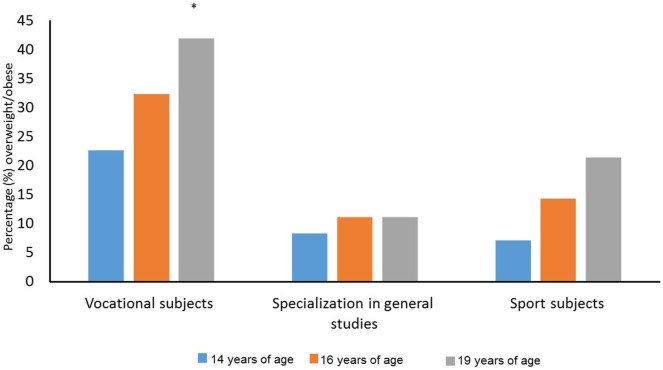 *
45
40
35
30
25
20
15
10
5
0
Percentage (%) overweight/obese
Vocational subjects
Specialization in general
studies
Sport subjects
14 years of age
16 years of age
19 years of age